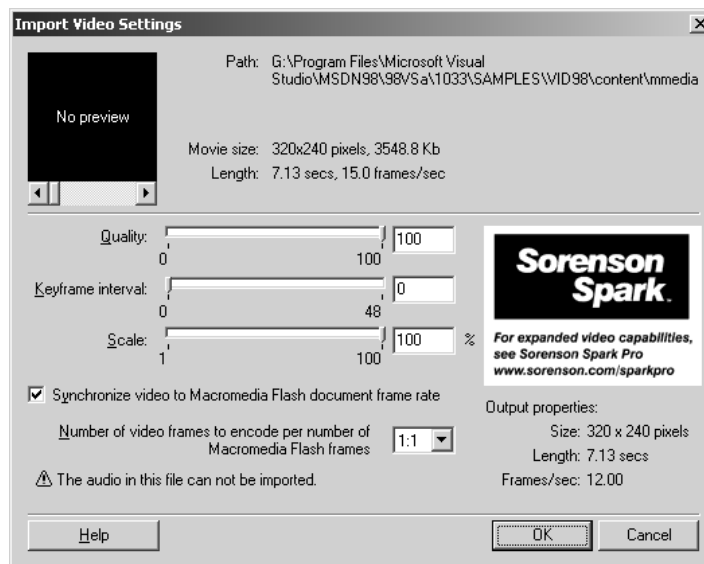 Import Video Settings
No preview
Path: G:\Program Files\Microsoft Visual
Studio\MSDN98\98VSa\1033\SAMPLES\VID98\content\mmedia
Movie size: 320x240 pixels, 3548.8 Kb
Length: 7.13 secs, 15.0 frames/sec
Quality: 100
0 100
Keyframe interval: 0
0 48
Scale: 100 %
1 100
Sorenson
Spark.
For expanded video capabilities,
see Sorenson Spark Pro
www.sorenson.com/sparkpro
Synchronize video to Macromedia Flash document frame rate
Number of video frames to encode per number of
Macromedia Flash frames
1:1
The audio in this file can not be imported.
Output properties:
Size: 320 x 240 pixels
Length: 7.13 secs
Frames/sec: 12.00
Help
OK
Cancel